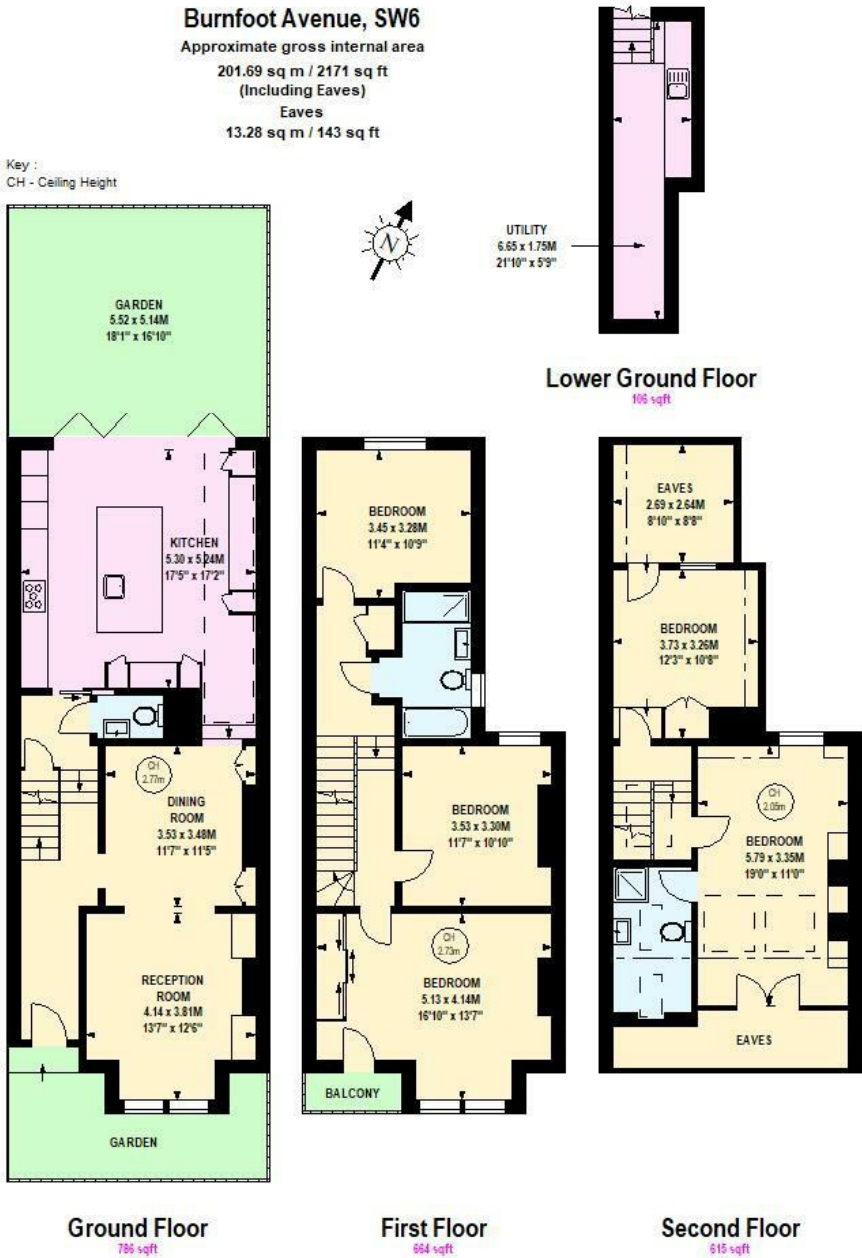 Burnfoot Avenue, SW6
Approximate gross internal area
201.69 sq m / 2171 sq ft
(Including Eaves)
Eaves
13.28 sq m / 143 sq ft
Key :
CH - Ceiling Height
N
UTILITY
6.65 x 1.75M
21'10" x 5'9"
Lower Ground Floor
106 sqft
GARDEN
5.52 x 5.14M
18'1" x 16'10"
KITCHEN
5.30 x 5.24M
17'5" x 17'2"
CH
2.77m
DINING
ROOM
3.53 x 3.48M
11'7" x 11'5"
RECEPTION
ROOM
4.14 x 3.81M
13'7" x 12'6"
GARDEN
Ground Floor
786 sqft
BEDROOM
3.45 x 3.28M
11'4" x 10'9"
BEDROOM
3.53 x 3.30M
11'7" x 10'10"
CH
2.73m
BEDROOM
5.13 x 4.14M
16'10" x 13'7"
BALCONY
First Floor
664 sqft
EAVES
2.69 x 2.64M
8'10" x 8'8"
BEDROOM
3.73 x 3.26M
12'3" x 10'8"
CH
2.05m
BEDROOM
5.79 x 3.35M
19'0" x 11'0"
EAVES
Second Floor
615 sqft